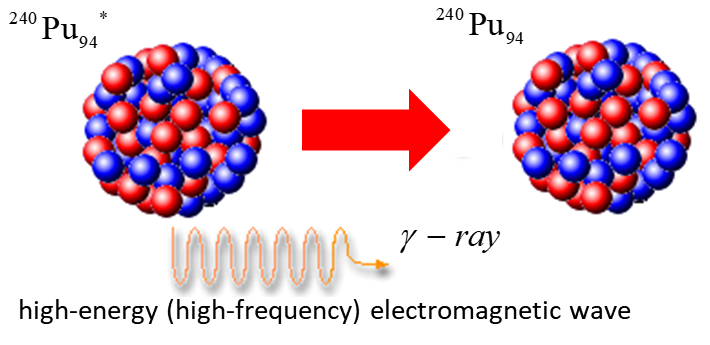 ²⁴⁰Pu₉₄*
²⁴⁰Pu₉₄
γ – ray
high-energy (high-frequency) electromagnetic wave